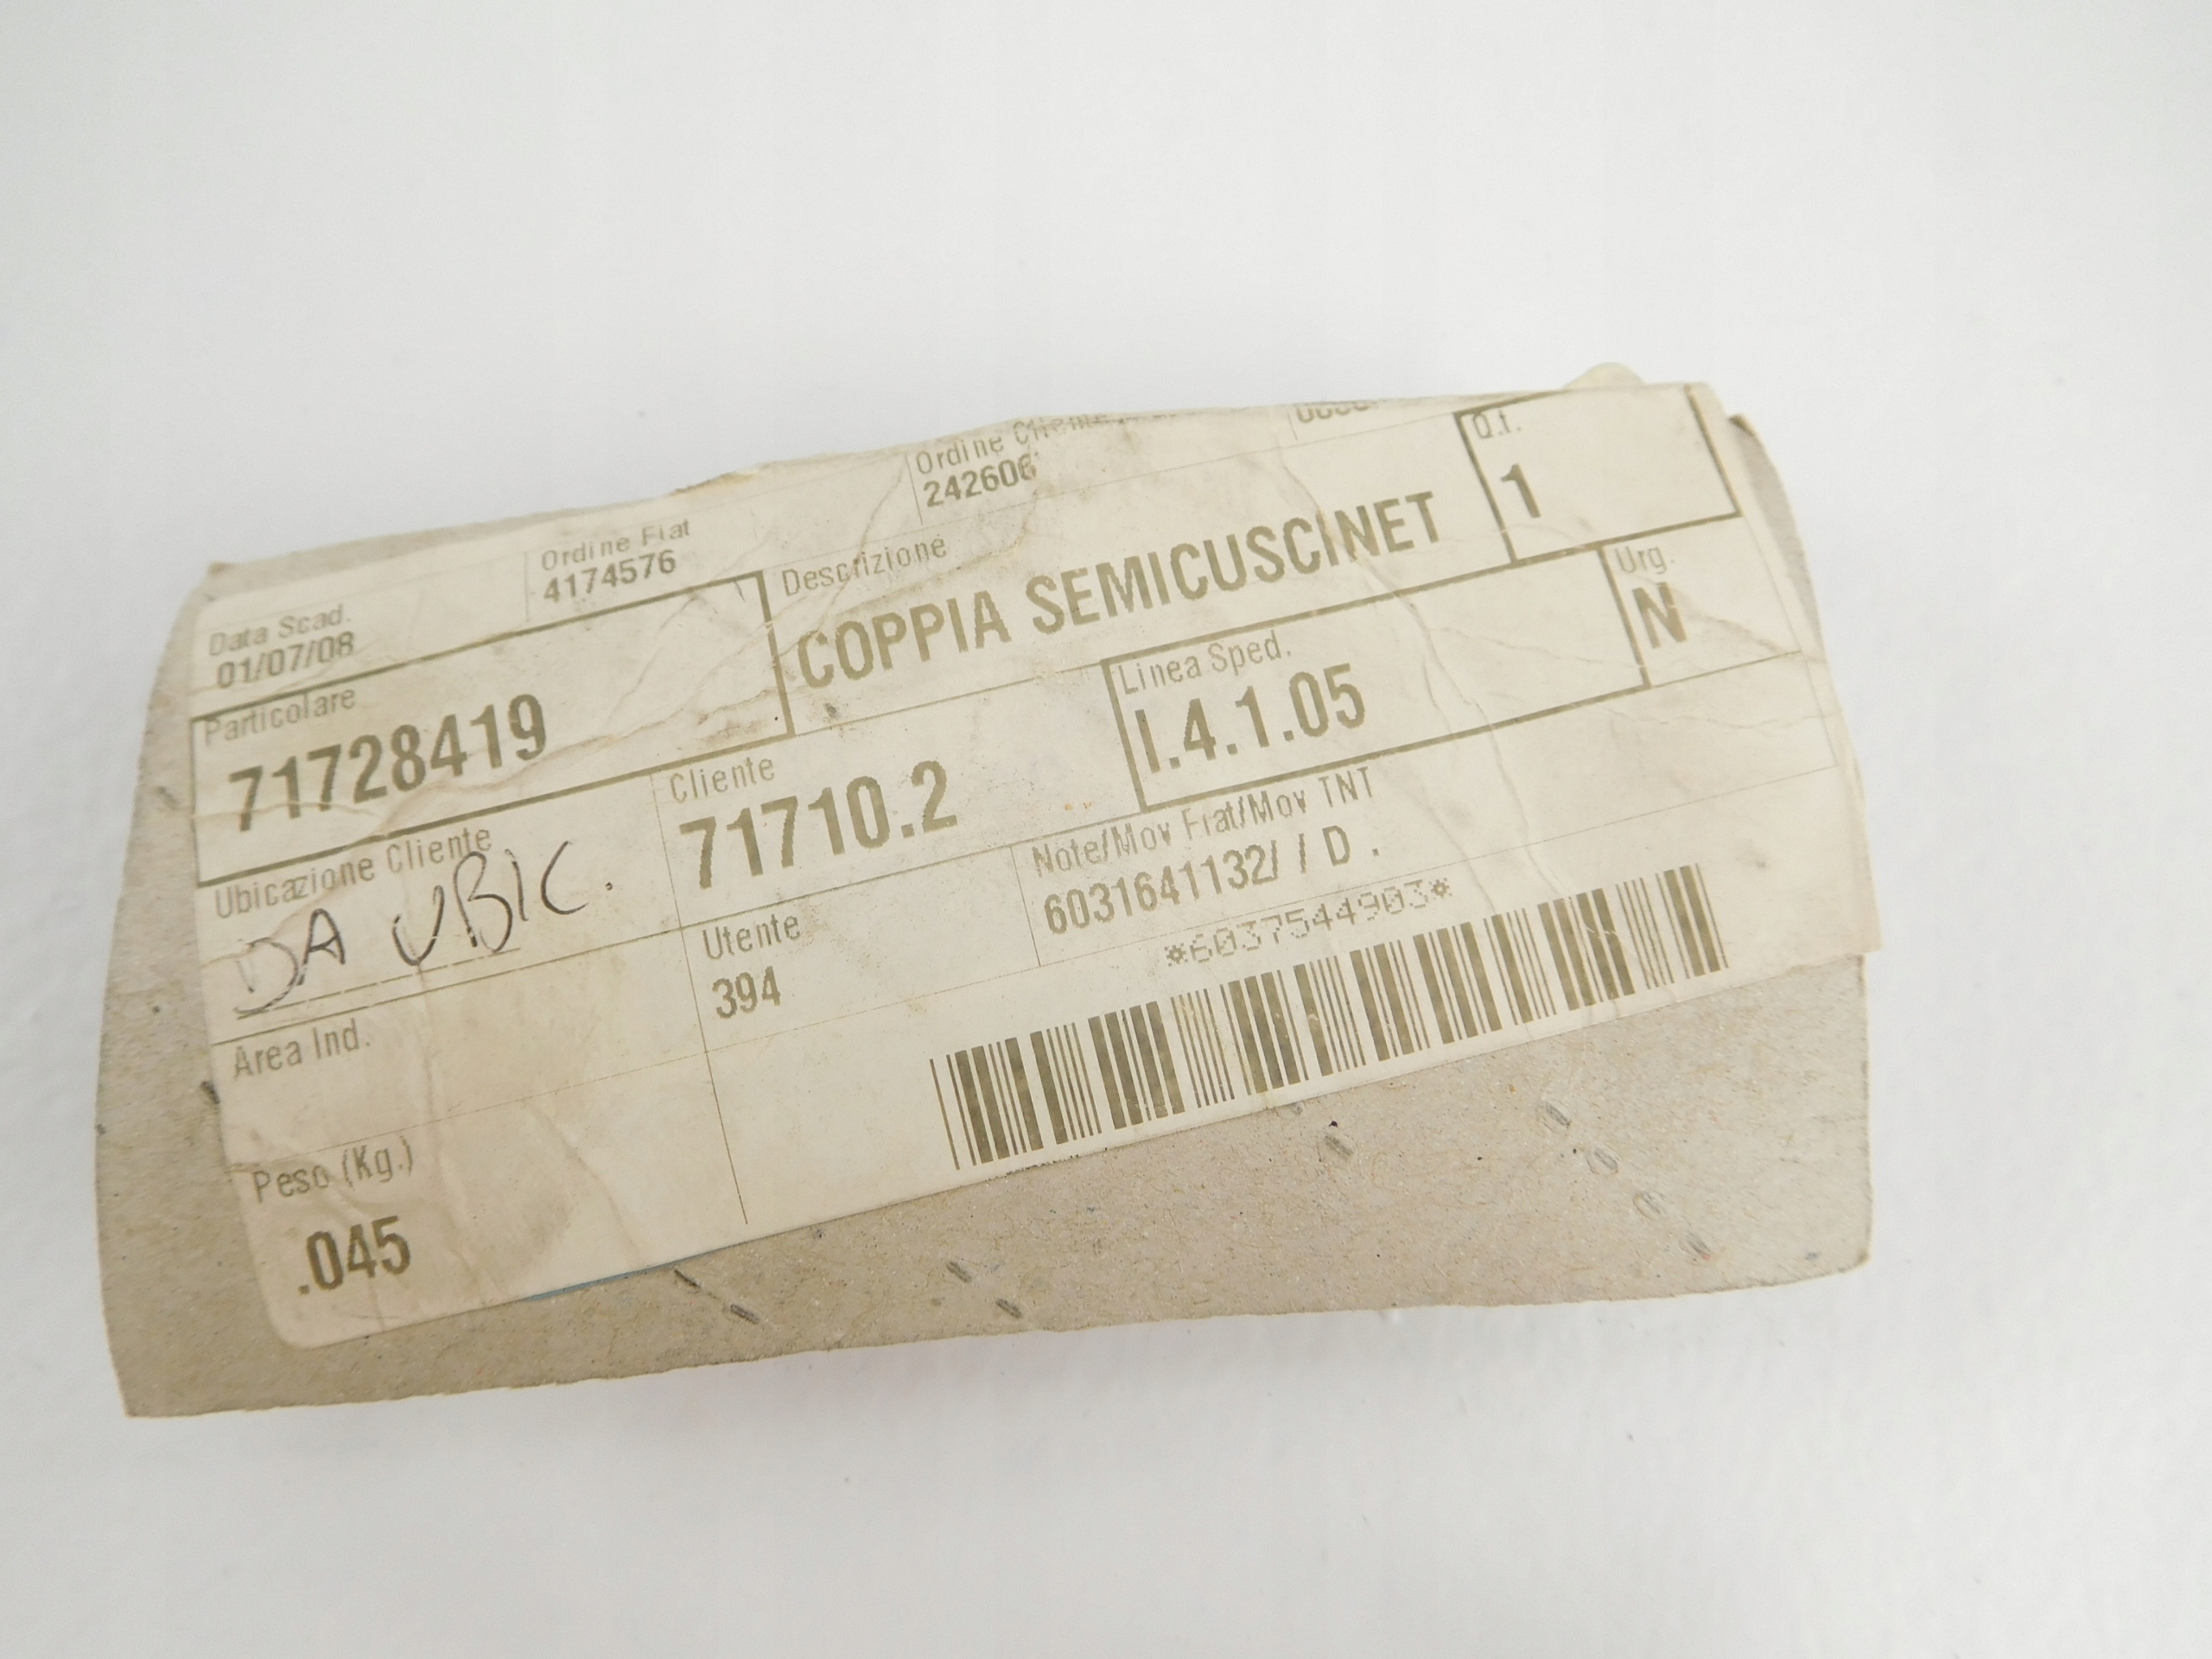 Data Scad.
01/07/08
Ordine Fiat
4174576
Ordine Cliente
242606
Q.t.
1
Particolare
71728419
Descrizione
COPPIA SEMICUSCINET
Ubicazione Cliente
DA UBIC.
Cliente
71710.2
Linea Sped.
I.4.1.05
Urg.
N
Area Ind.
Utente
394
Note/Mov Fiat/Mov TNT
6031641132/ / D .
*6037544903*
Peso (Kg.)
.045